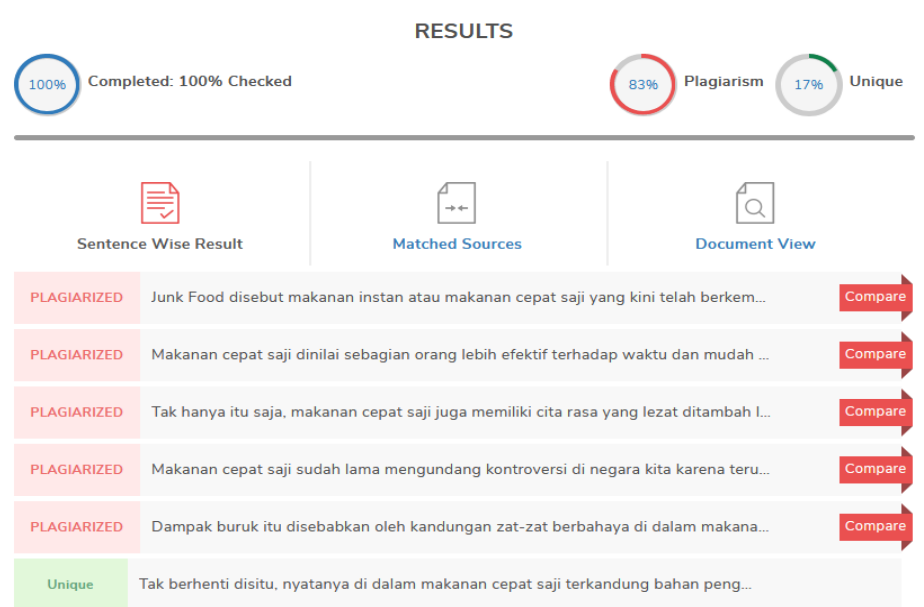 RESULTS
100% Completed: 100% Checked 83% Plagiarism 17% Unique
Sentence Wise Result Matched Sources Document View
PLAGIARIZED Junk Food disebut makanan instan atau makanan cepat saji yang kini telah berkem... Compare
PLAGIARIZED Makanan cepat saji dinilai sebagian orang lebih efektif terhadap waktu dan mudah ... Compare
PLAGIARIZED Tak hanya itu saja, makanan cepat saji juga memiliki cita rasa yang lezat ditambah l... Compare
PLAGIARIZED Makanan cepat saji sudah lama mengundang kontroversi di negara kita karena teru... Compare
PLAGIARIZED Dampak buruk itu disebabkan oleh kandungan zat-zat berbahaya di dalam makana... Compare
Unique Tak berhenti disitu, nyatanya di dalam makanan cepat saji terkandung bahan peng...